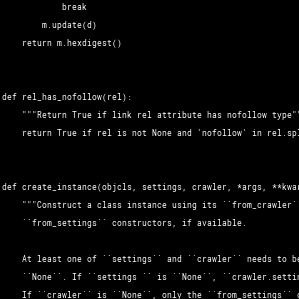 break
m.update(d)
return m.hexdigest()
def rel_has_nofollow(rel):
"""Return True if link rel attribute has nofollow type"
return True if rel is not None and 'nofollow' in rel.spl
def create_instance(objcls, settings, crawler, *args, **kwar
"""Construct a class instance using its ``from_crawler`
``from_settings`` constructors, if available.
At least one of ``settings`` and ``crawler`` needs to be
``None``. If ``settings `` is ``None``, ``crawler.settin
If ``crawler`` is ``None``, only the ``from_settings``